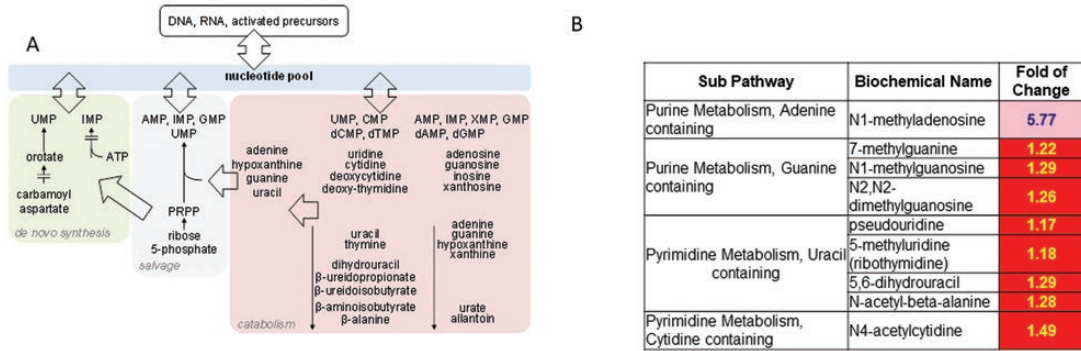 A
DNA, RNA, activated precursors
nucleotide pool
UMP IMP
orotate ATP
carbamoyl
aspartate
de novo synthesis
AMP, IMP, GMP
UMP
PRPP
ribose
5-phosphate
salvage
adenine
hypoxanthine
guanine
uracil
UMP, CMP
dCMP, dTMP
uridine
cytidine
deoxycytidine
deoxy-thymidine
uracil
thymine
dihydrouracil
β-ureidopropionate
β-ureidoisobutyrate
β-aminoisobutyrate
β-alanine
AMP, IMP, XMP, GMP
dAMP, dGMP
adenosine
guanosine
inosine
xanthosine
adenine
guanine
hypoxanthine
xanthine
urate
allantoin
catabolism
B
Sub Pathway Biochemical Name Fold of
Change
Purine Metabolism, Adenine
containing N1-methyladenosine 5.77
Purine Metabolism, Guanine
containing
7-methylguanine 1.22
N1-methylguanosine 1.29
N2,N2-
dimethylguanosine 1.26
Pyrimidine Metabolism, Uracil
containing
pseudouridine 1.17
5-methyluridine
(ribothymidine) 1.18
5,6-dihydrouracil 1.29
N-acetyl-beta-alanine 1.28
Pyrimidine Metabolism,
Cytidine containing N4-acetylcytidine 1.49